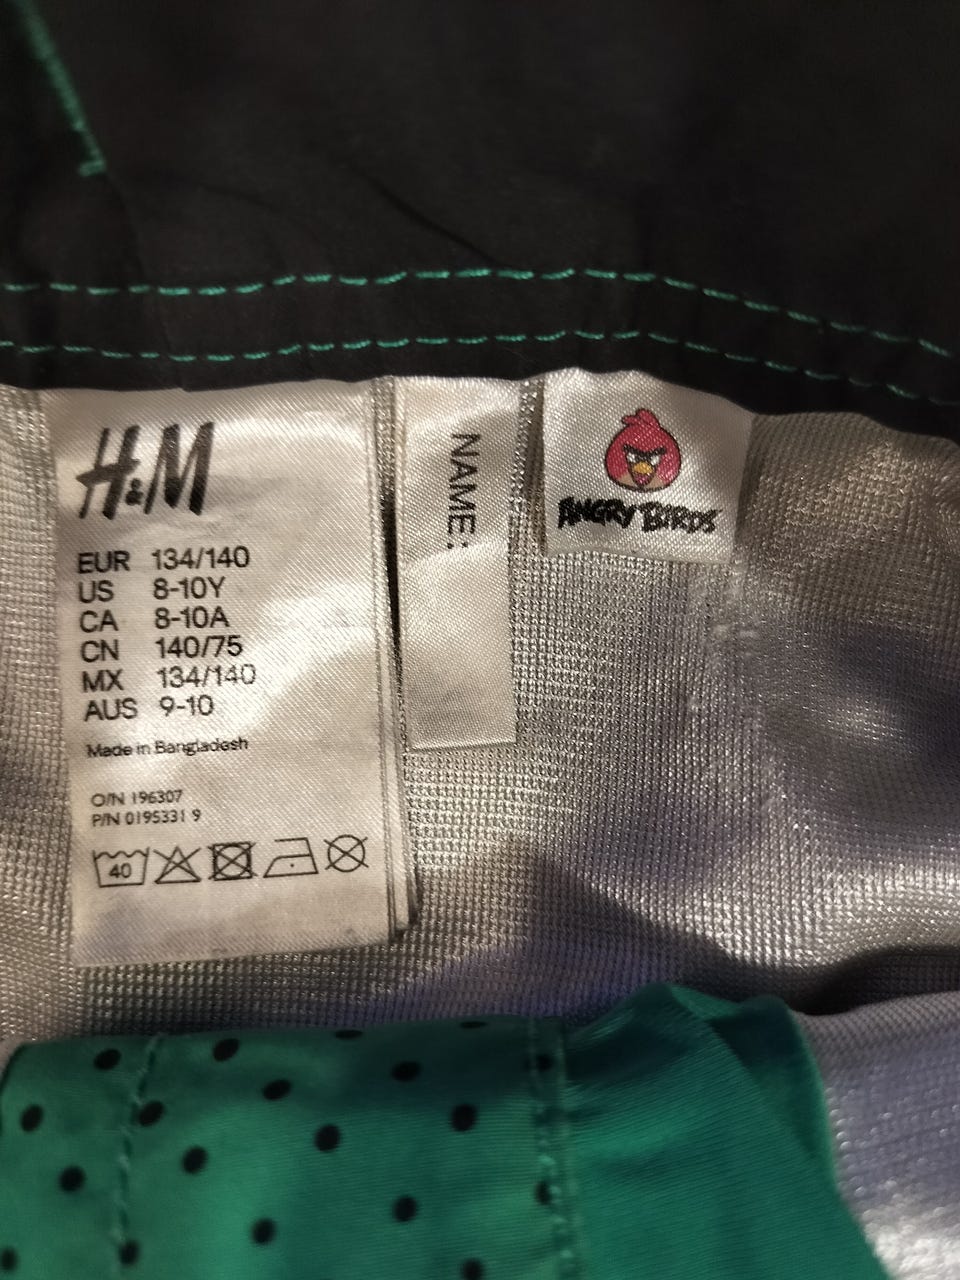 H&M
EUR 134/140
US 8-10Y
CA 8-10A
CN 140/75
MX 134/140
AUS 9-10
Made in Bangladesh
O/N 196307
P/N 0195331 9
40
NAME:
ANGRY BIRDS